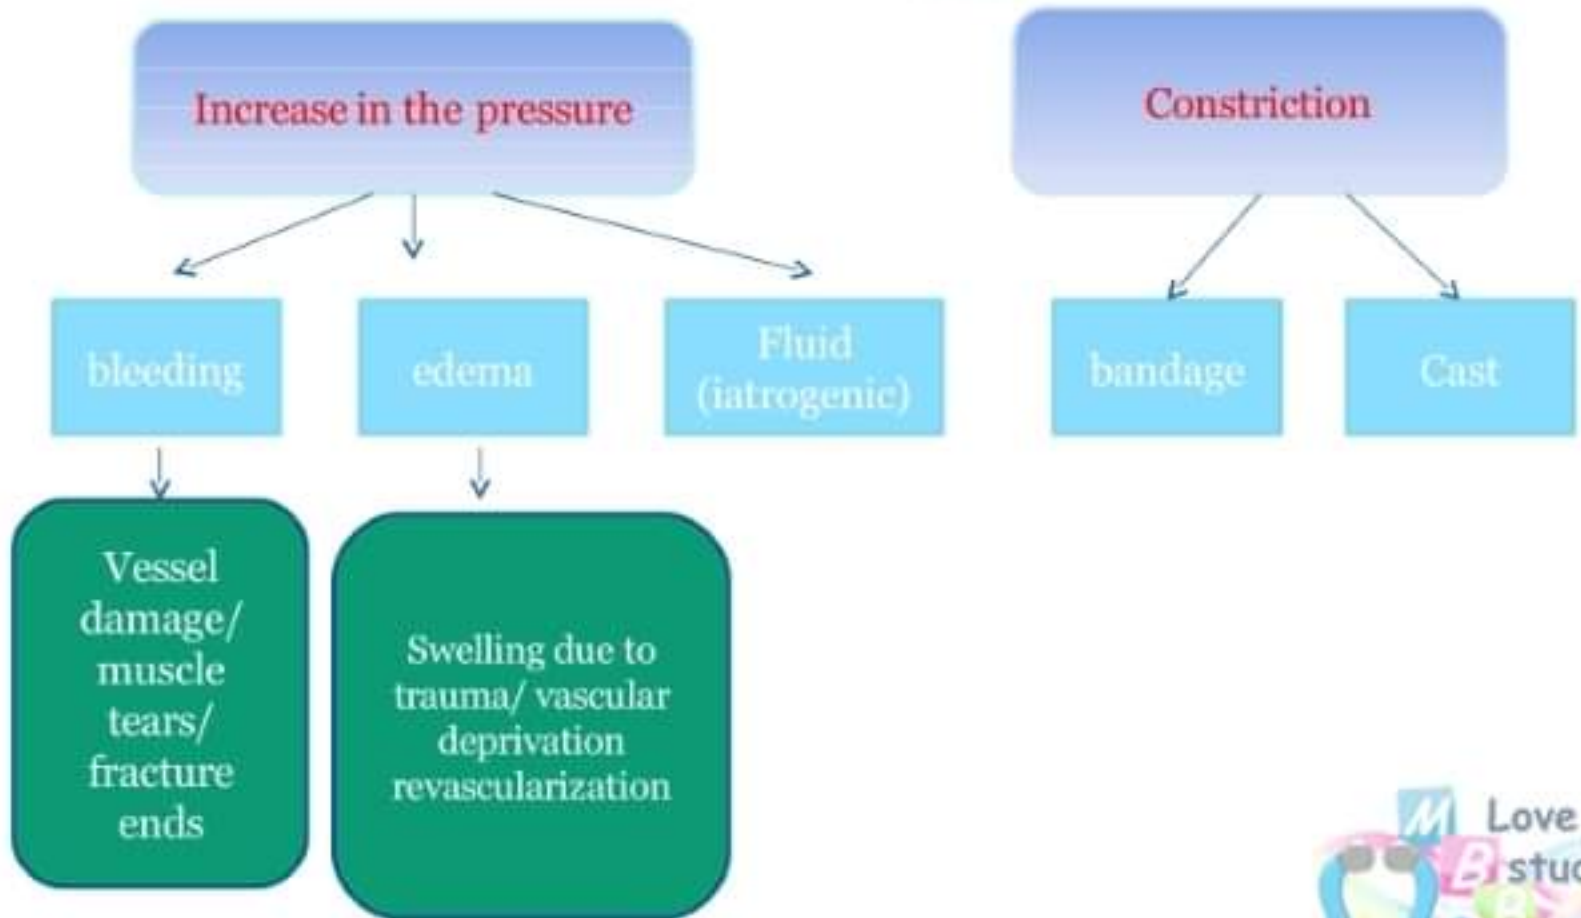 Increase in the pressure
Constriction
bleeding
edema
Fluid
(iatrogenic)
bandage
Cast
Vessel
damage/
muscle
tears/
fracture
ends
Swelling due to
trauma/ vascular
deprivation
revascularization
M
Love
B
stud